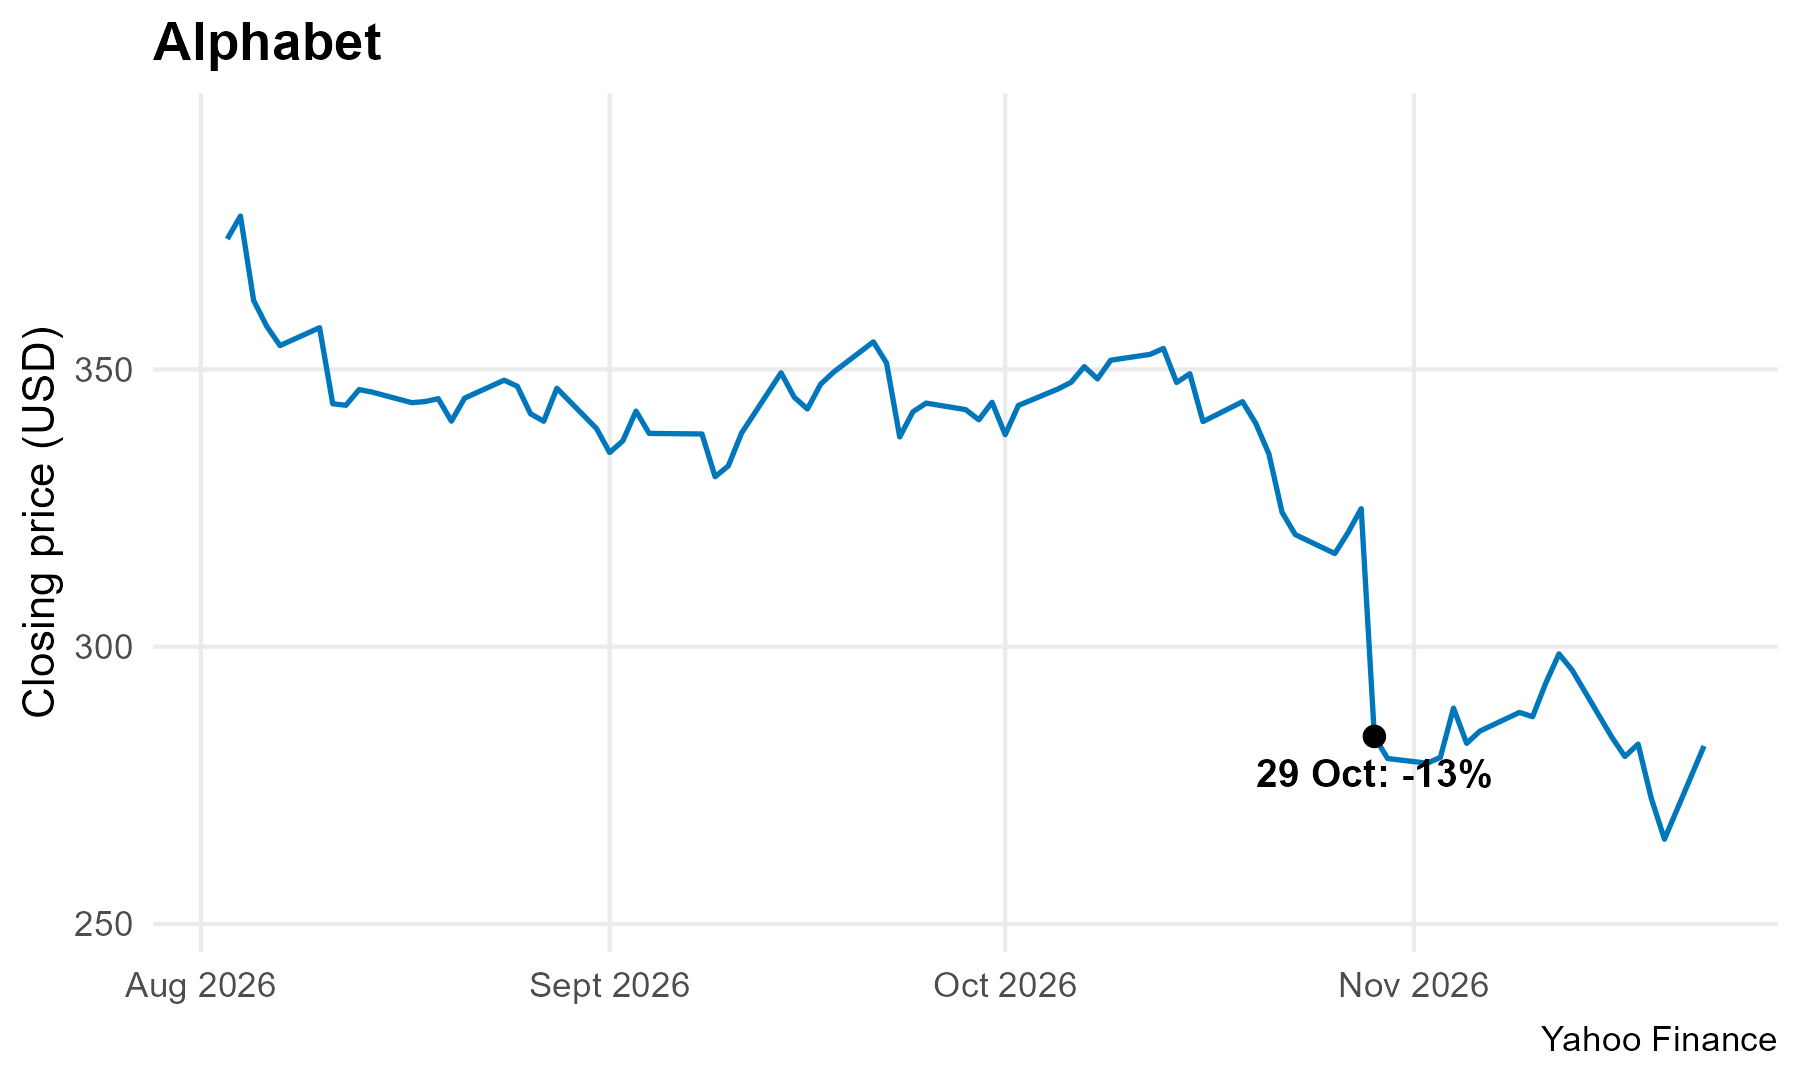 Alphabet
Closing price (USD)
350
300
250
29 Oct: -13%
Aug 2026
Sept 2026
Oct 2026
Nov 2026
Yahoo Finance